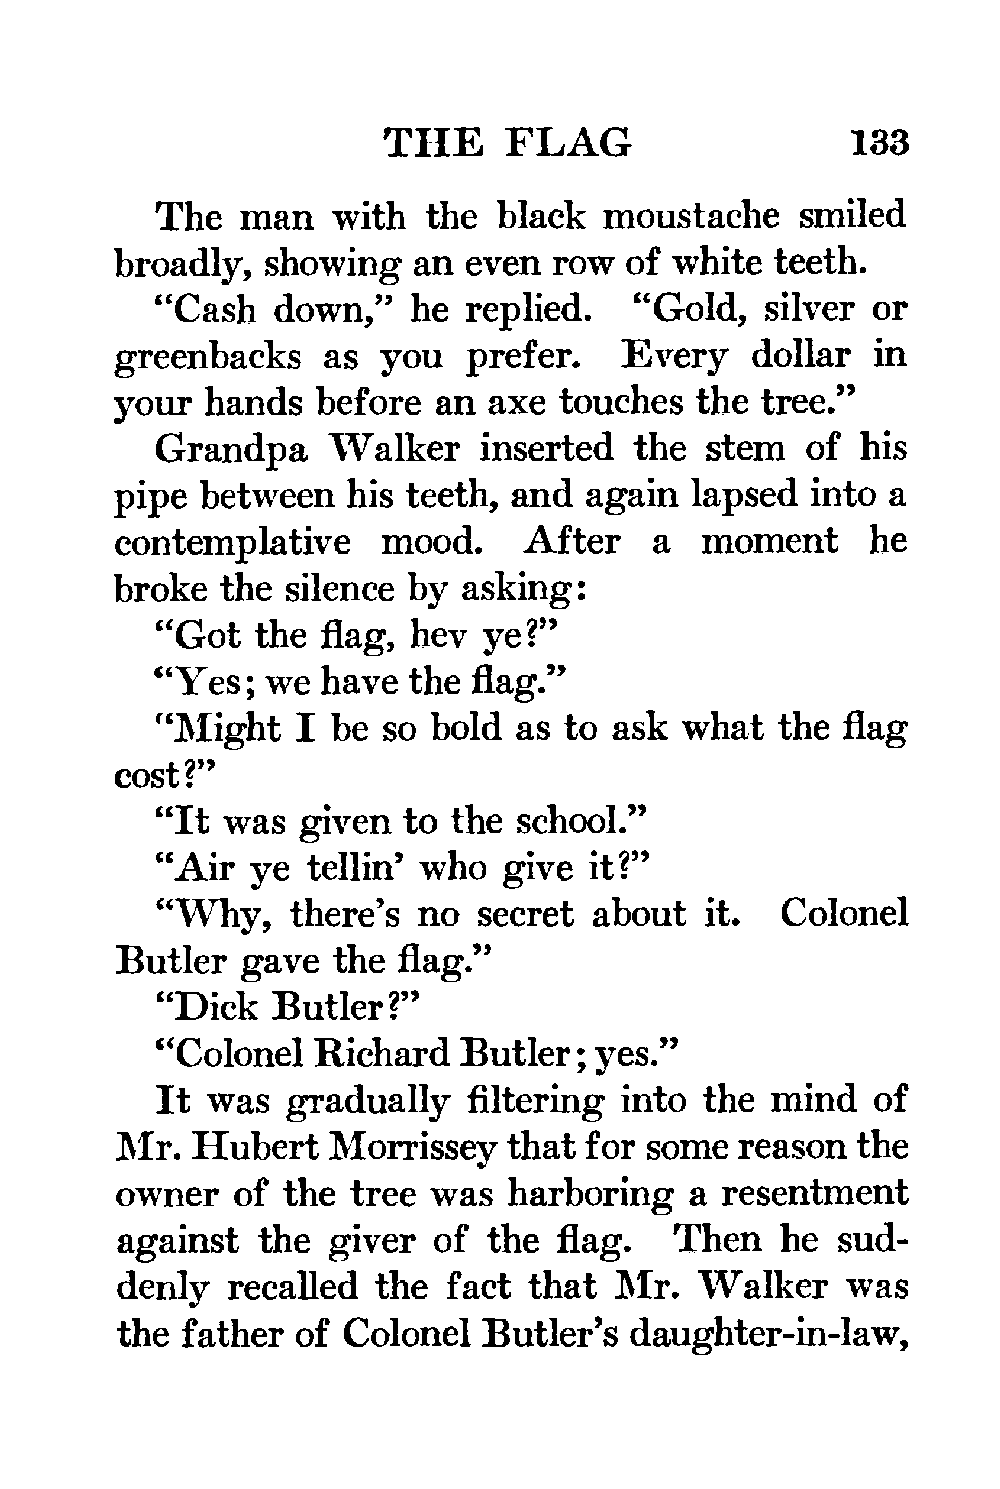 THE FLAG 133
The man with the black moustache smiled
broadly, showing an even row of white teeth.
“Cash down,” he replied. “Gold, silver or
greenbacks as you prefer. Every dollar in
your hands before an axe touches the tree.”
Grandpa Walker inserted the stem of his
pipe between his teeth, and again lapsed into a
contemplative mood. After a moment he
broke the silence by asking:
“Got the flag, hev ye?”
“Yes; we have the flag.”
“Might I be so bold as to ask what the flag
cost?”
“It was given to the school.”
“Air ye tellin’ who give it?”
“Why, there’s no secret about it. Colonel
Butler gave the flag.”
“Dick Butler?”
“Colonel Richard Butler; yes.”
It was gradually filtering into the mind of
Mr. Hubert Morrissey that for some reason the
owner of the tree was harboring a resentment
against the giver of the flag. Then he sud-
denly recalled the fact that Mr. Walker was
the father of Colonel Butler’s daughter-in-law,